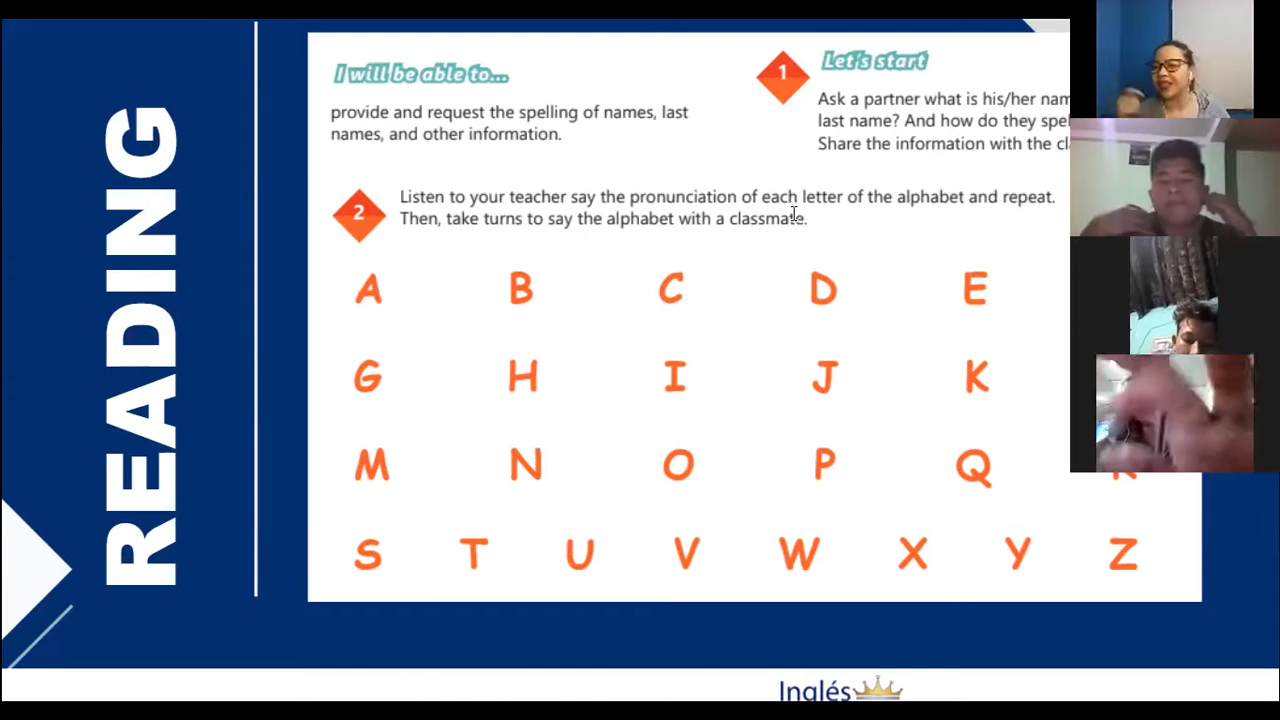 READING
I will be able to...
provide and request the spelling of names, last
names, and other information.
1
Let's start
Ask a partner what is his/her
last name? And how do they
Share the information with the
2
Listen to your teacher say the pronunciation of each letter of the alphabet and repeat.
Then, take turns to say the alphabet with a classmate.
A B C D E
G H I J K
M N O P Q
S T U V W X Y Z
Inglés